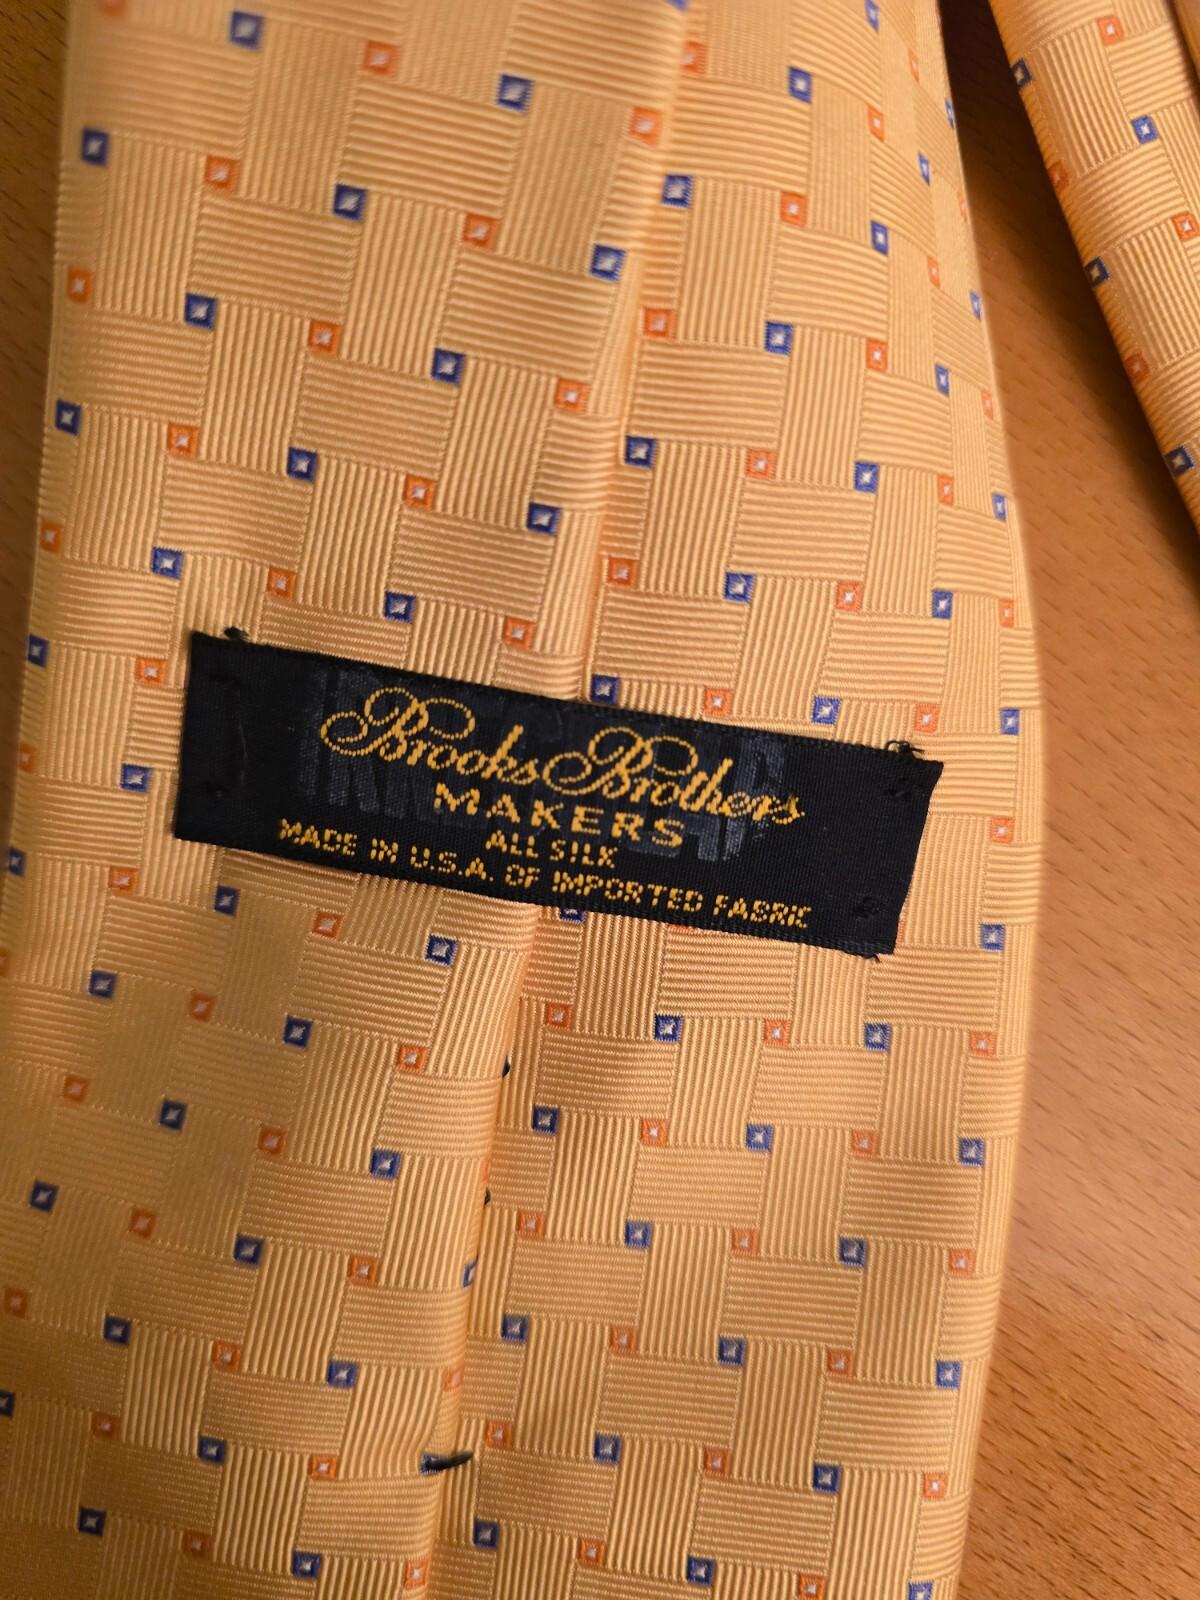 Brooks Brothers
MAKERS
ALL SILK
MADE IN U.S.A. OF IMPORTED FABRIC